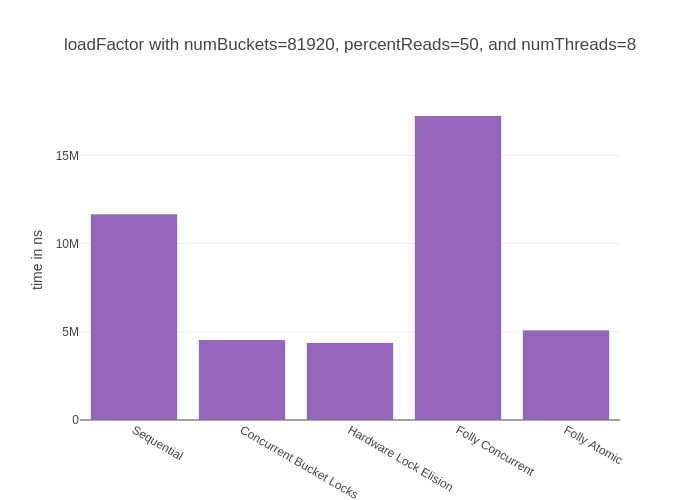 loadFactor with numBuckets=81920, percentReads=50, and numThreads=8
15M
10M
5M
0
time in ns
Sequential
Concurrent Bucket Locks
Hardware Lock Elision
Folly Concurrent
Folly Atomic